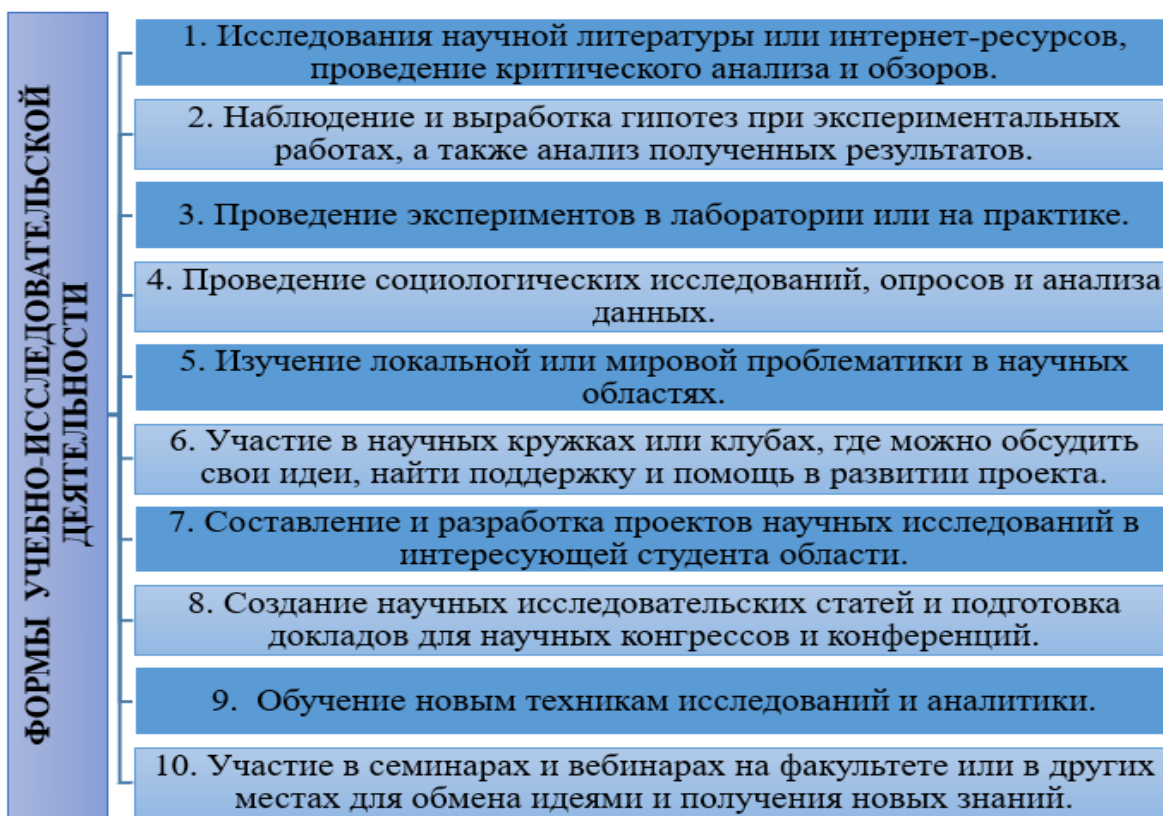 ФОРМЫ УЧЕБНО-ИССЛЕДОВАТЕЛЬСКОЙ
ДЕЯТЕЛЬНОСТИ
1. Исследования научной литературы или интернет-ресурсов,
проведение критического анализа и обзоров.
2. Наблюдение и выработка гипотез при экспериментальных
работах, а также анализ полученных результатов.
3. Проведение экспериментов в лаборатории или на практике.
4. Проведение социологических исследований, опросов и анализа
данных.
5. Изучение локальной или мировой проблематики в научных
областях.
6. Участие в научных кружках или клубах, где можно обсудить
свои идеи, найти поддержку и помощь в развитии проекта.
7. Составление и разработка проектов научных исследований в
интересующей студента области.
8. Создание научных исследовательских статей и подготовка
докладов для научных конгрессов и конференций.
9. Обучение новым техникам исследований и аналитики.
10. Участие в семинарах и вебинарах на факультете или в других
местах для обмена идеями и получения новых знаний.